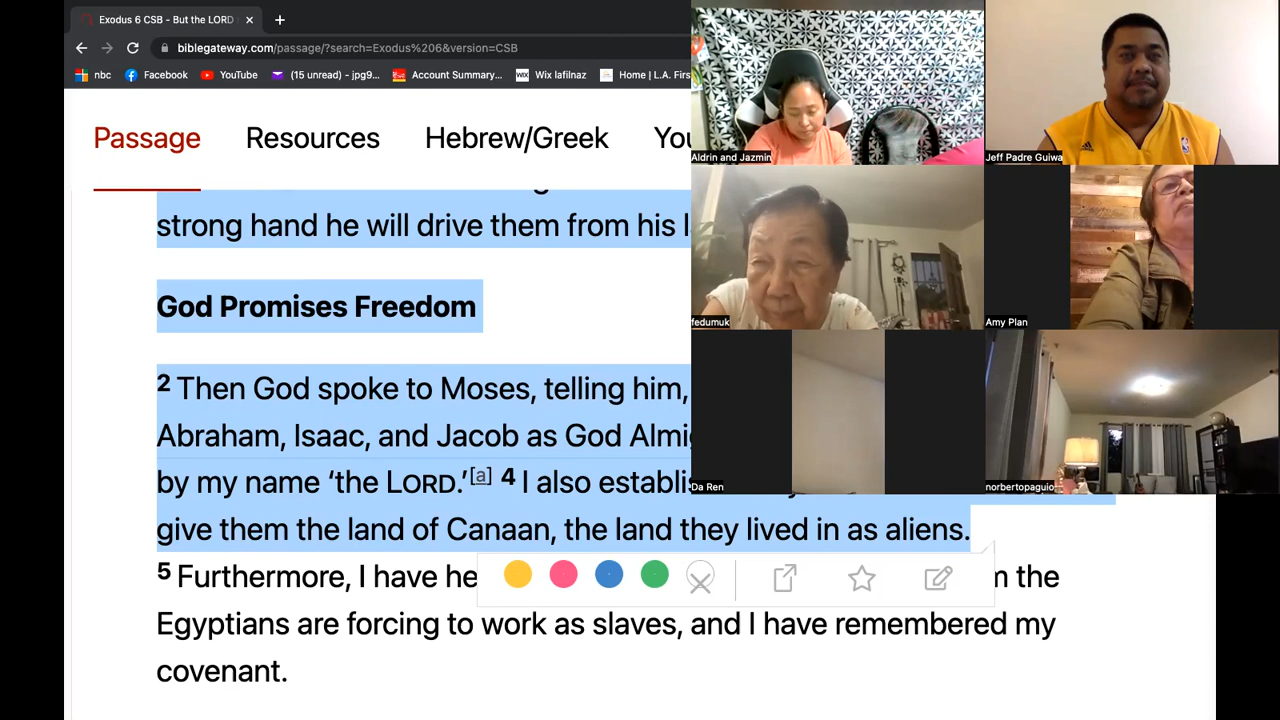 Exodus 6 CSB - But the LORD
biblegateway.com/passage/?search=Exodus%206&version=CSB
nbc Facebook YouTube (15 unread) - jpg9... Account Summary... Wix lafilnaz Home | L.A. Firs
Passage Resources Hebrew/Greek You
strong hand he will drive them from his l
God Promises Freedom
2 Then God spoke to Moses, telling him,
Abraham, Isaac, and Jacob as God Almig
by my name ‘the LORD.’[a] 4 I also establis
give them the land of Canaan, the land they lived in as aliens.
5 Furthermore, I have he m the
Egyptians are forcing to work as slaves, and I have remembered my
covenant.
Aldrin and Jazmin
Jeff Padre Guiwa
fedumuk
Amy Plan
Da Ren
norbertopaguio